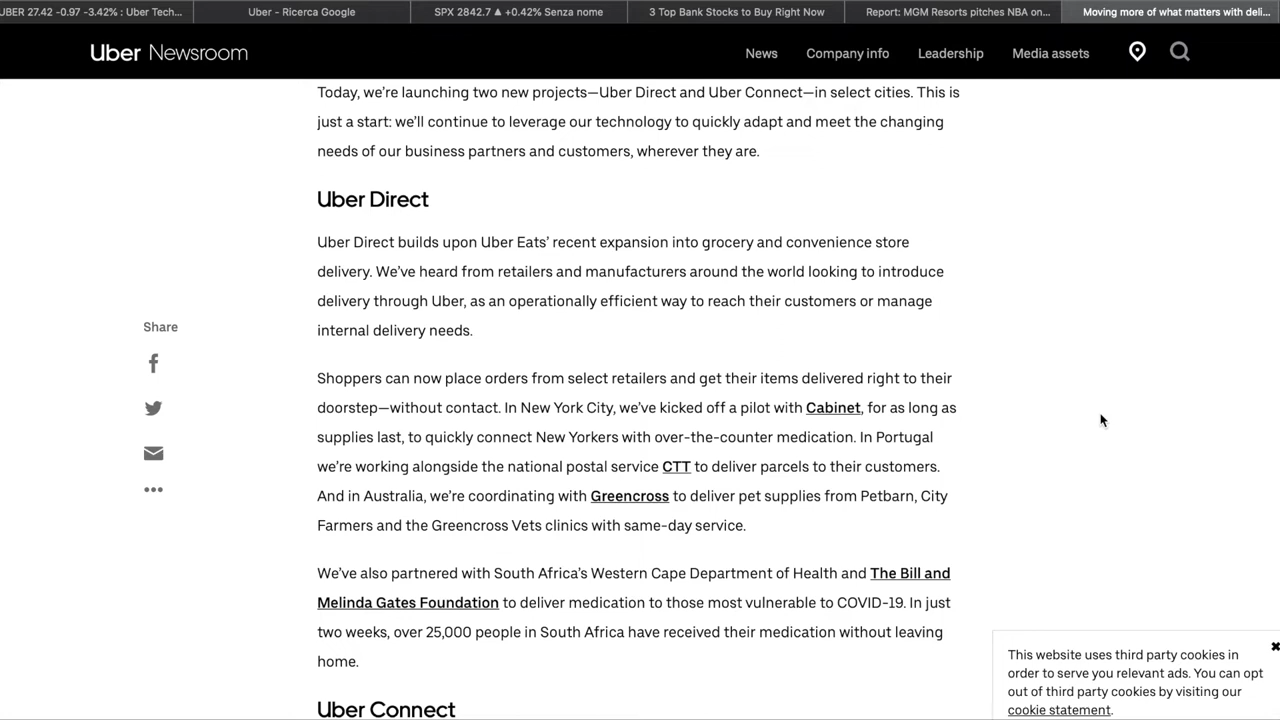 UBER 27.42 -0.97 -3.42% : Uber Tech...
Uber - Ricerca Google
SPX 2842.7 ▲ +0.42% Senza nome
3 Top Bank Stocks to Buy Right Now
Report: MGM Resorts pitches NBA on...
Moving more of what matters with deli...
Uber Newsroom
News
Company info
Leadership
Media assets
Today, we're launching two new projects—Uber Direct and Uber Connect—in select cities. This is
just a start: we'll continue to leverage our technology to quickly adapt and meet the changing
needs of our business partners and customers, wherever they are.
Uber Direct
Uber Direct builds upon Uber Eats' recent expansion into grocery and convenience store
delivery. We've heard from retailers and manufacturers around the world looking to introduce
delivery through Uber, as an operationally efficient way to reach their customers or manage
internal delivery needs.
Share
Shoppers can now place orders from select retailers and get their items delivered right to their
doorstep—without contact. In New York City, we've kicked off a pilot with Cabinet, for as long as
supplies last, to quickly connect New Yorkers with over-the-counter medication. In Portugal
we're working alongside the national postal service CTT to deliver parcels to their customers.
And in Australia, we're coordinating with Greencross to deliver pet supplies from Petbarn, City
Farmers and the Greencross Vets clinics with same-day service.
We've also partnered with South Africa's Western Cape Department of Health and The Bill and
Melinda Gates Foundation to deliver medication to those most vulnerable to COVID-19. In just
two weeks, over 25,000 people in South Africa have received their medication without leaving
home.
Uber Connect
This website uses third party cookies in
order to serve you relevant ads. You can opt
out of third party cookies by visiting our
cookie statement.